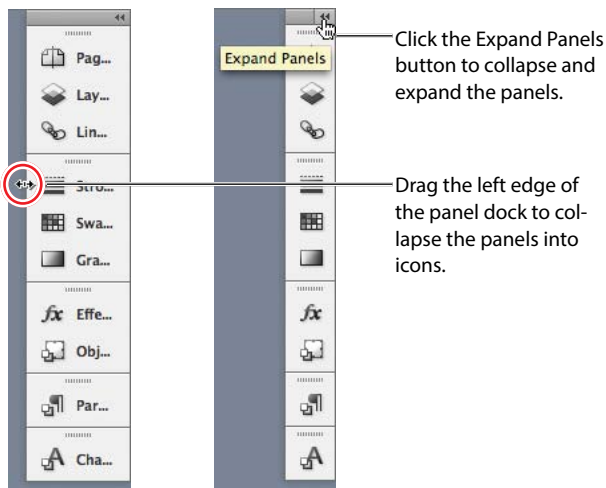 Pag...
Lay...
Lin...
Stro...
Swa...
Gra...
fx Effe...
Obj...
Par...
A Cha...
Expand Panels
fx
A
Click the Expand Panels
button to collapse and
expand the panels.
Drag the left edge of
the panel dock to col-
lapse the panels into
icons.